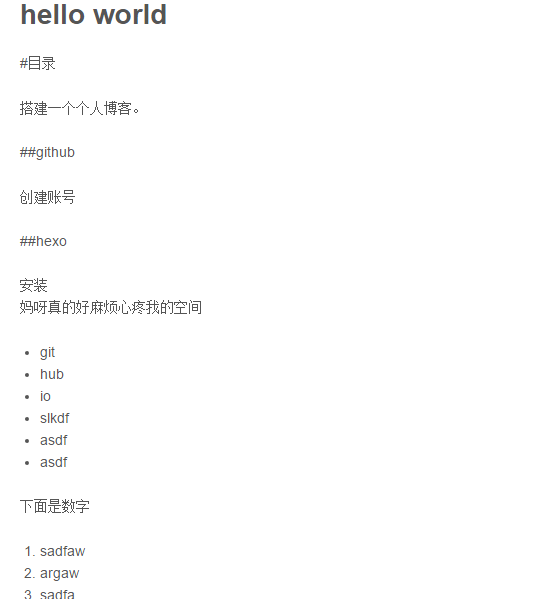 hello world
#目录
搭建一个个人博客。
##github
创建账号
##hexo
安装
妈呀真的好麻烦心疼我的空间
• git
• hub
• io
• slkdf
• asdf
• asdf
下面是数字
1. sadfaw
2. argaw
3. sadfa